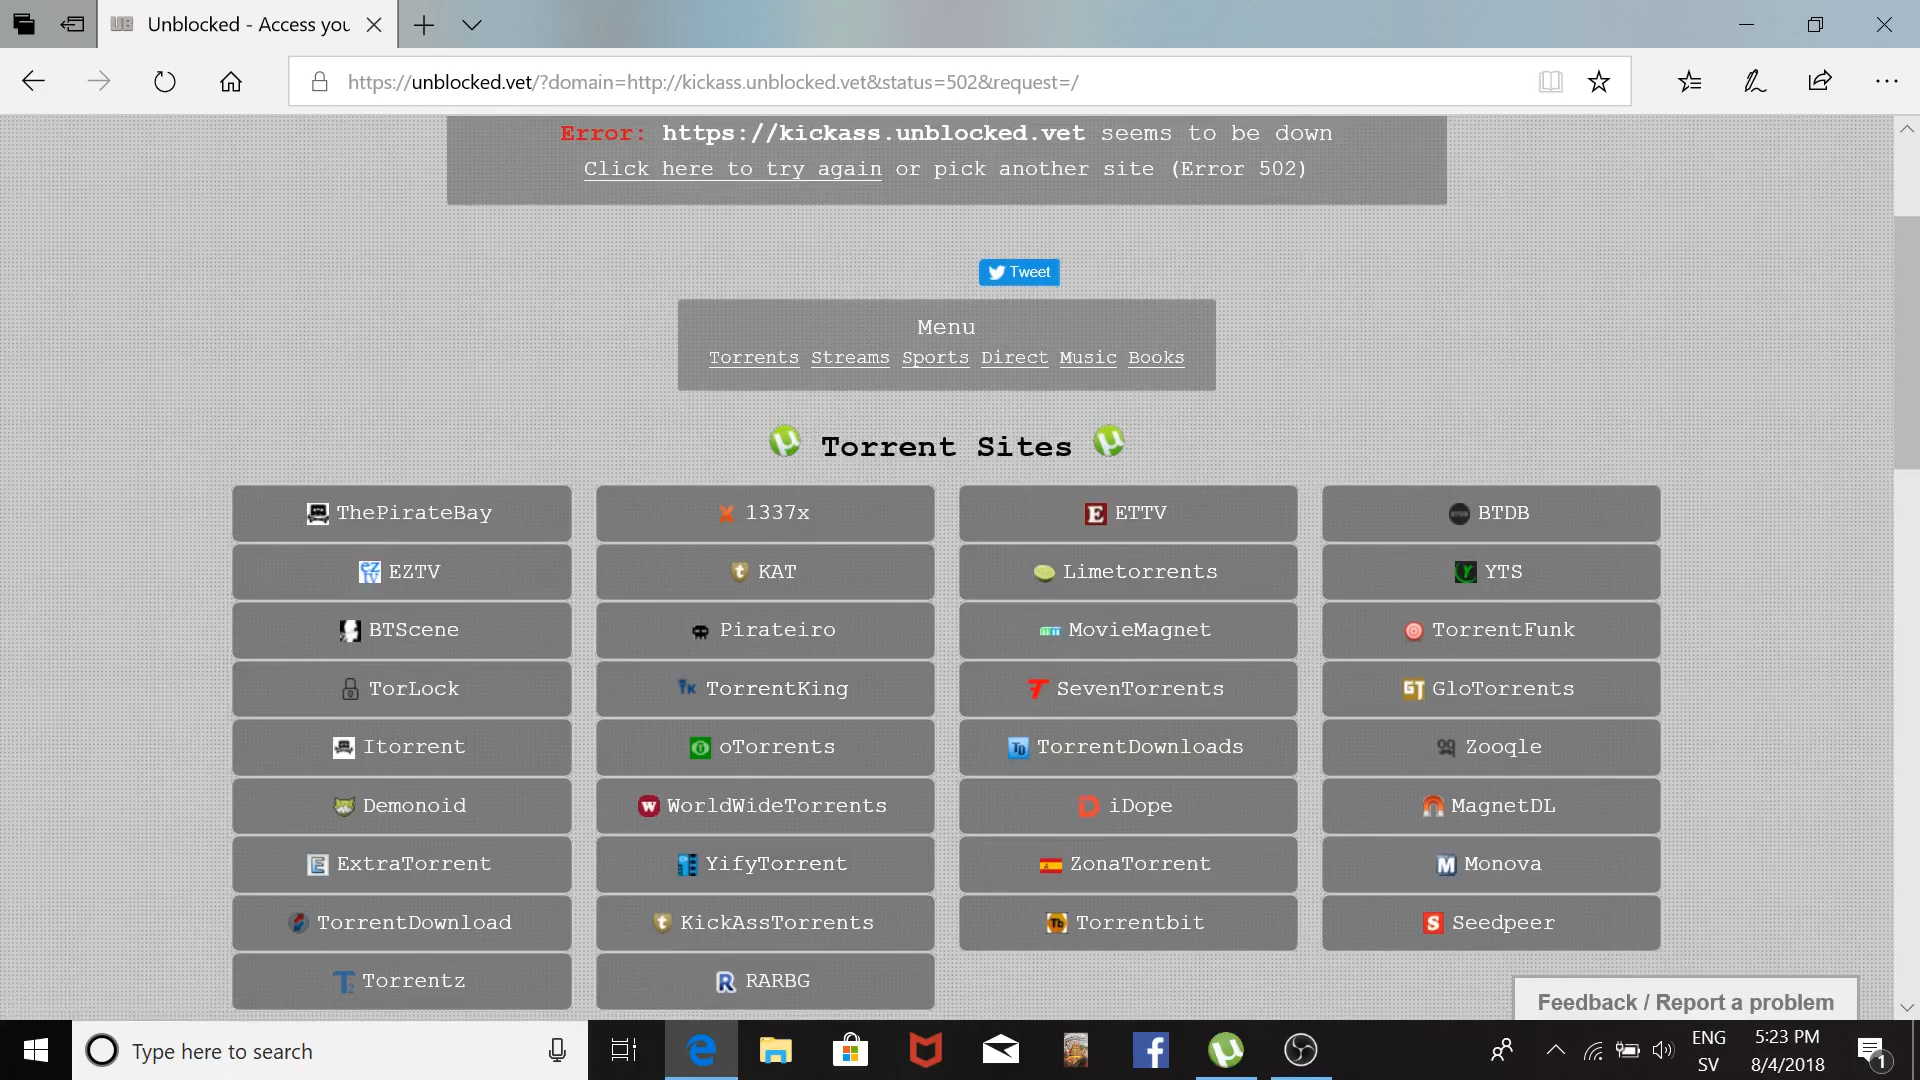 Unblocked - Access you
https://unblocked.vet/?domain=http://kickass.unblocked.vet&status=502&request=/
Error: https://kickass.unblocked.vet seems to be down
Click here to try again or pick another site (Error 502)
Tweet
Menu
Torrents Streams Sports Direct Music Books
Torrent Sites
ThePirateBay 1337x ETTV BTDB
EZTV KAT Limetorrents YTS
BTScene Pirateiro MovieMagnet TorrentFunk
TorLock TorrentKing SevenTorrents GloTorrents
Itorrent oTorrents TorrentDownloads Zooqle
Demonoid WorldWideTorrents iDope MagnetDL
ExtraTorrent YifyTorrent ZonaTorrent Monova
TorrentDownload KickAssTorrents Torrentbit Seedpeer
Torrentz RARBG
Feedback / Report a problem
Type here to search
ENG 5:23 PM
SV 8/4/2018
1